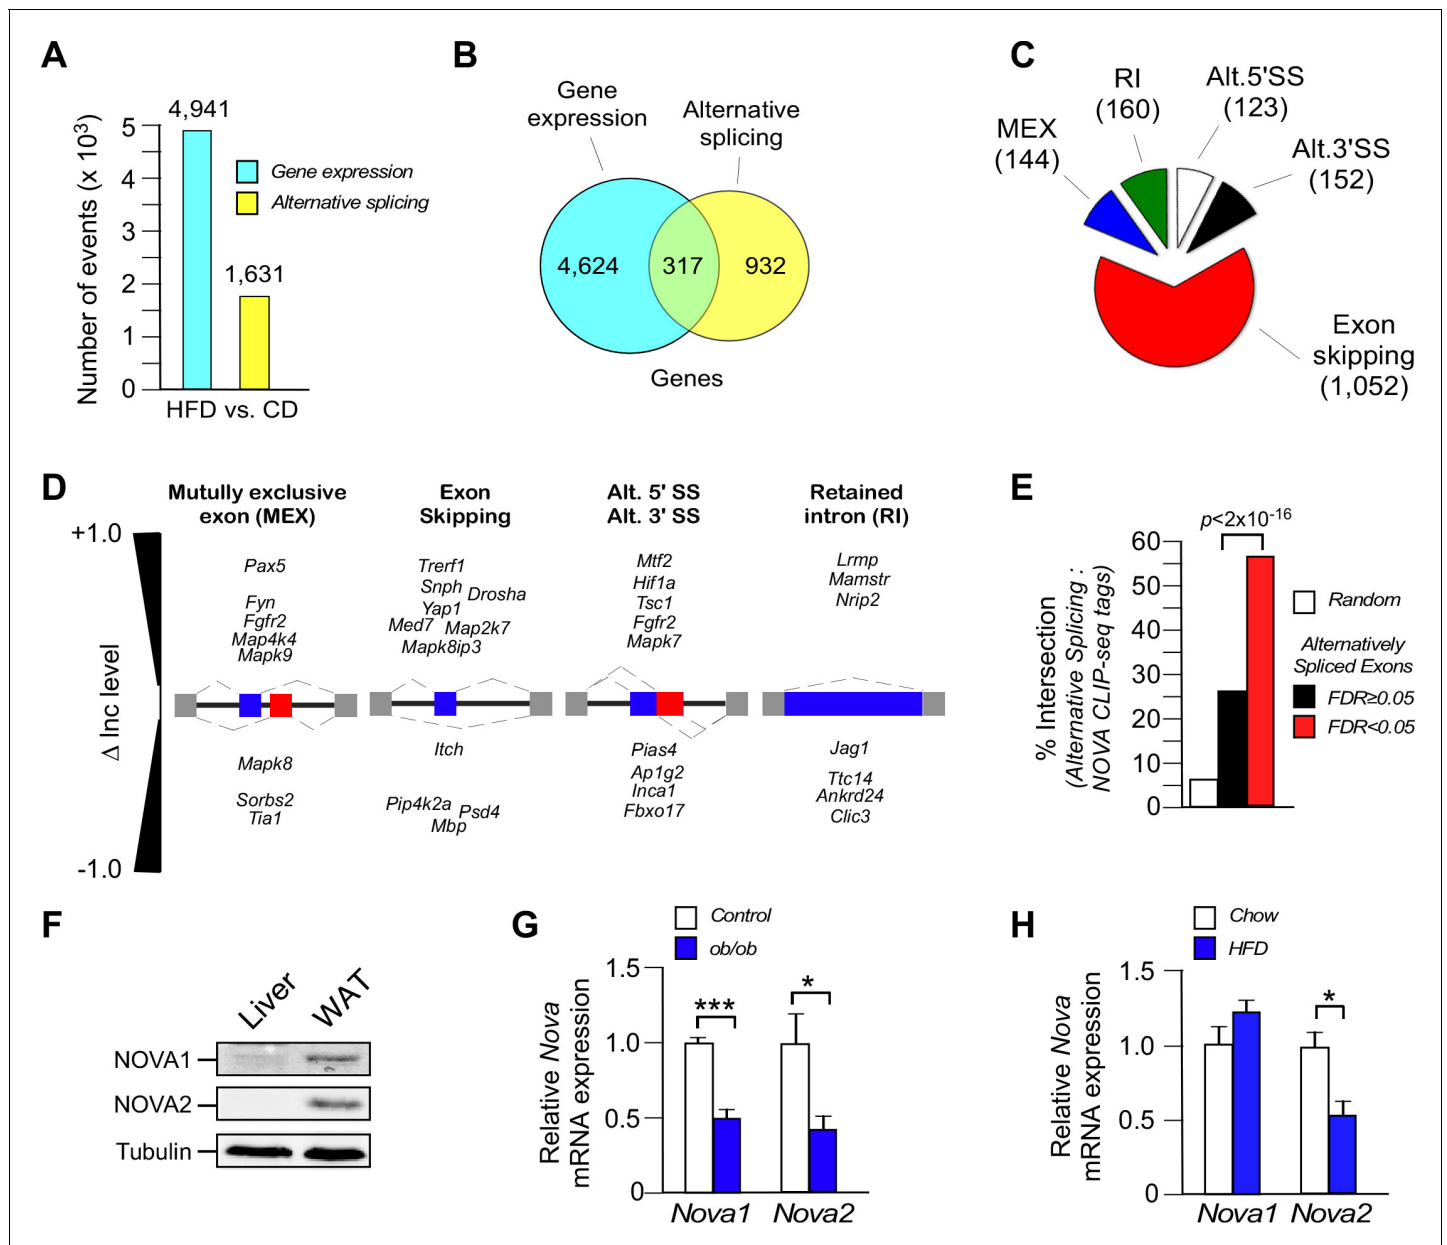 A
4,941
Number of events (x 10³)
5
4
3
2
1
0
1,631
Gene expression
Alternative splicing
HFD vs. CD
B
Gene
expression
Alternative
splicing
4,624
317
932
Genes
C
MEX
(144)
RI
(160)
Alt.5'SS
(123)
Alt.3'SS
(152)
Exon
skipping
(1,052)
D
Mutully exclusive
exon (MEX)
Exon
Skipping
Alt. 5' SS
Alt. 3' SS
Retained
intron (RI)
+1.0
Δ Inc level
-1.0
Pax5
Fyn
Fgfr2
Map4k4
Mapk9
Mapk8
Sorbs2
Tia1
Trerf1
Snph
Drosha
Yap1
Med7
Map2k7
Mapk8ip3
Itch
Pip4k2a
Psd4
Mbp
Mtf2
Hif1a
Tsc1
Fgfr2
Mapk7
Pias4
Ap1g2
Inca1
Fbxo17
Lrmp
Mamstr
Nrip2
Jag1
Ttc14
Ankrd24
Clic3
E
p<2x10⁻¹⁶
% Intersection
(Alternative Splicing :
NOVA CLIP-seq tags)
60
50
40
30
20
10
0
Random
Alternatively
Spliced Exons
FDR≥0.05
FDR<0.05
F
Liver
WAT
NOVA1
NOVA2
Tubulin
G
Control
ob/ob
Relative Nova
mRNA expression
1.5
1.0
0.5
0
***
*
Nova1
Nova2
H
Chow
HFD
Relative Nova
mRNA expression
1.5
1.0
0.5
0
*
Nova1
Nova2